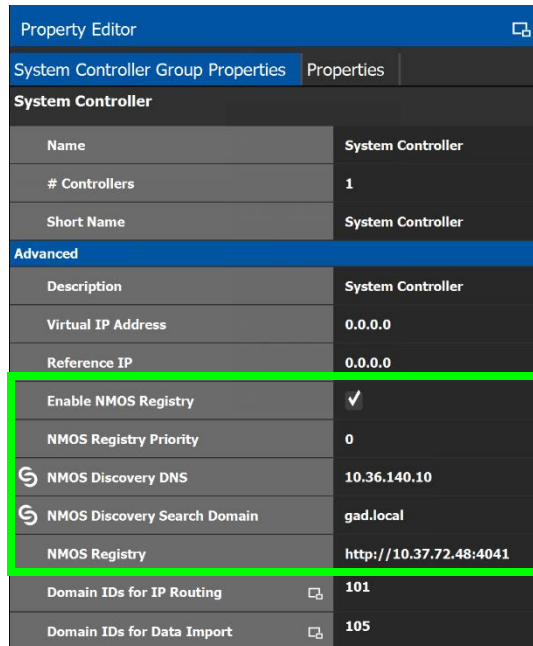 Property Editor
System Controller Group Properties Properties
System Controller
Name System Controller
# Controllers 1
Short Name System Controller
Advanced
Description System Controller
Virtual IP Address 0.0.0.0
Reference IP 0.0.0.0
Enable NMOS Registry
NMOS Registry Priority 0
NMOS Discovery DNS 10.36.140.10
NMOS Discovery Search Domain gad.local
NMOS Registry http://10.37.72.48:4041
Domain IDs for IP Routing 101
Domain IDs for Data Import 105